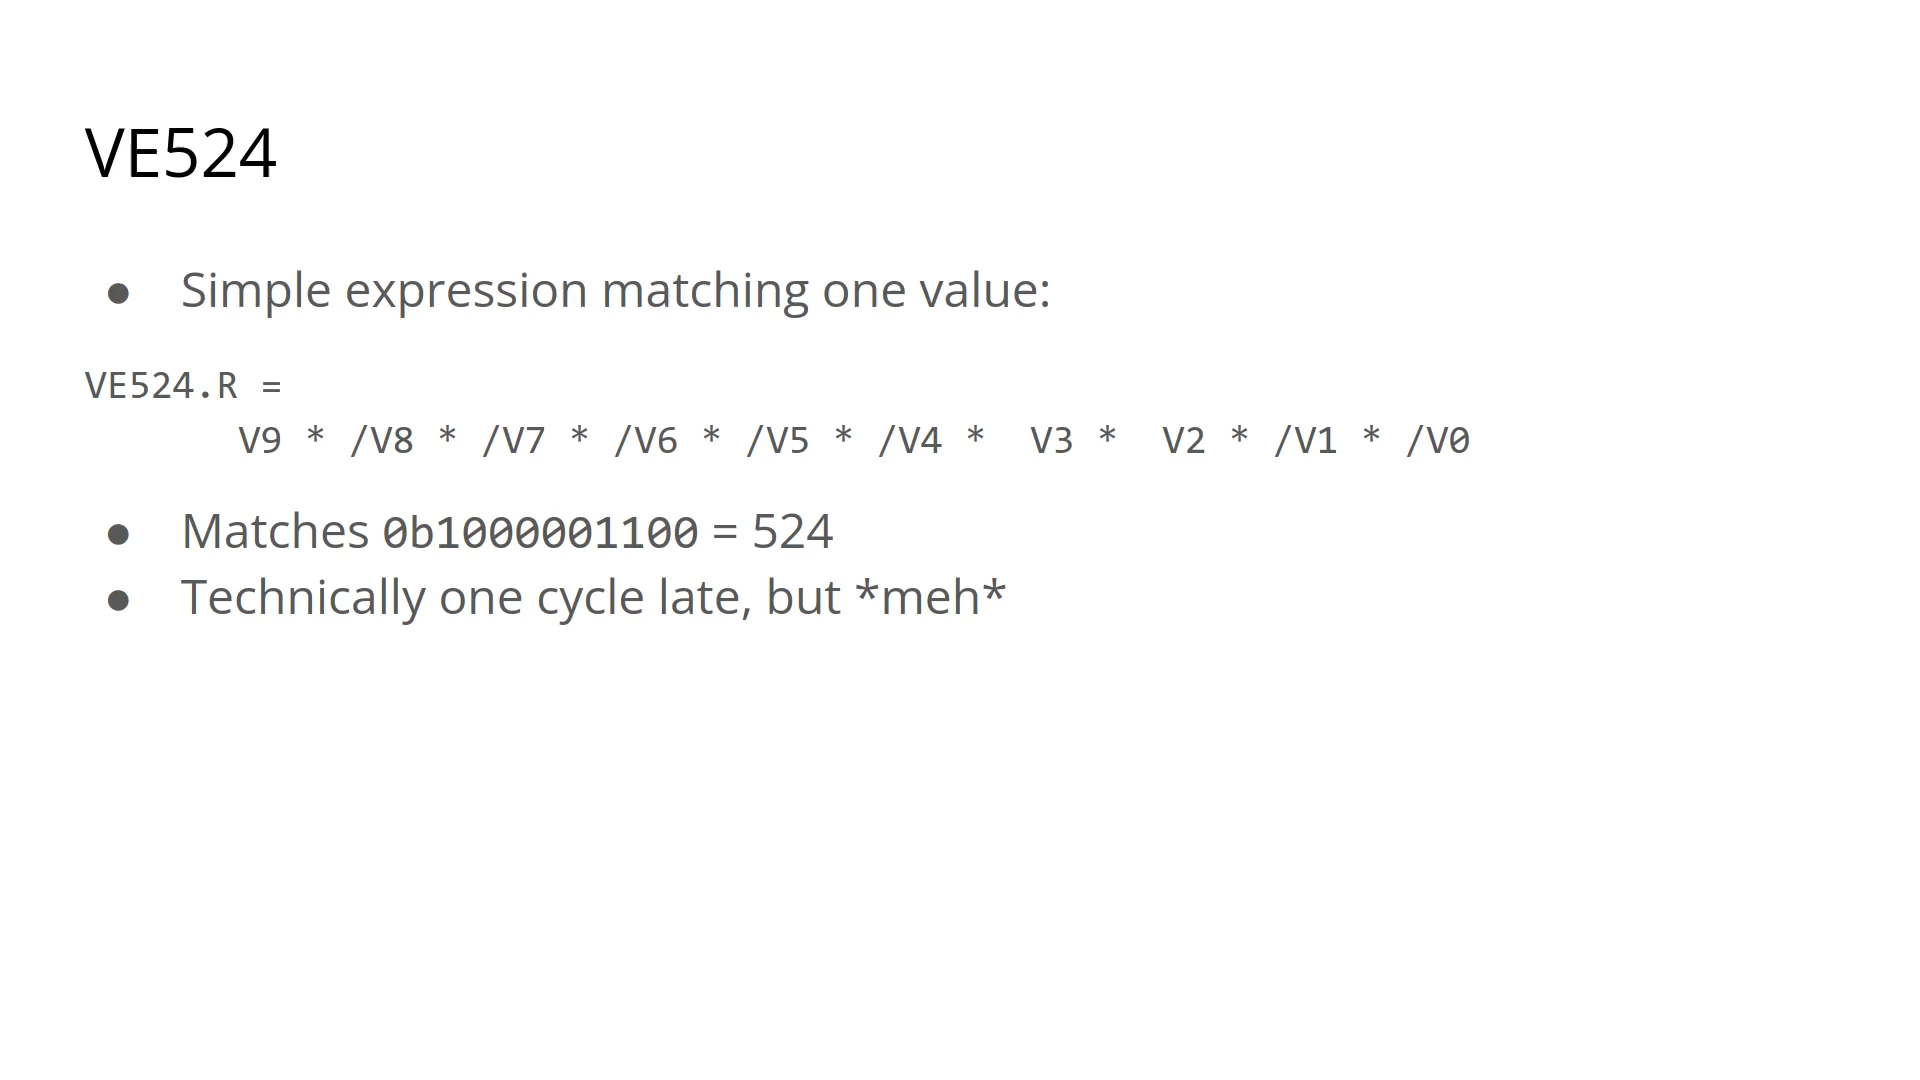 VE524
● Simple expression matching one value:
VE524.R =
V9 * /V8 * /V7 * /V6 * /V5 * /V4 *  V3 *  V2 * /V1 * /V0
● Matches 0b1000001100 = 524
● Technically one cycle late, but *meh*